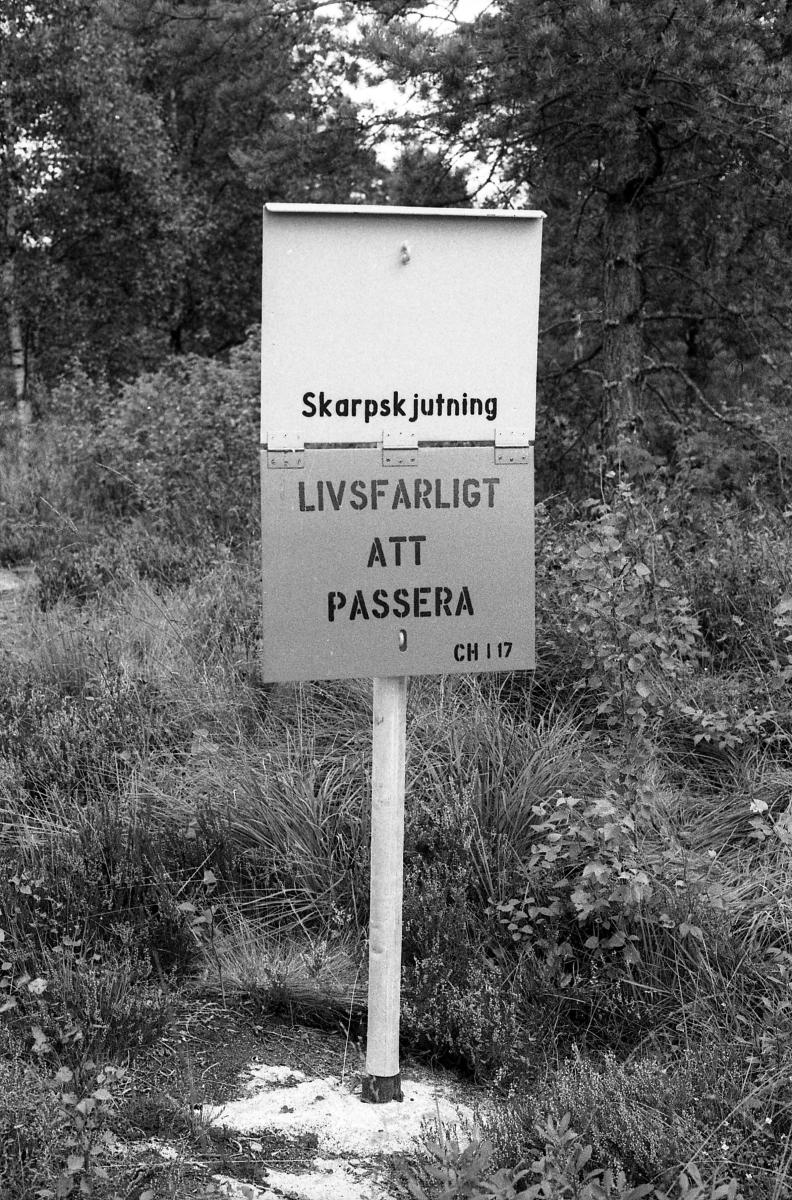 Skarpskjutning
LIVSFARLIGT
ATT
PASSERA
CH I 17